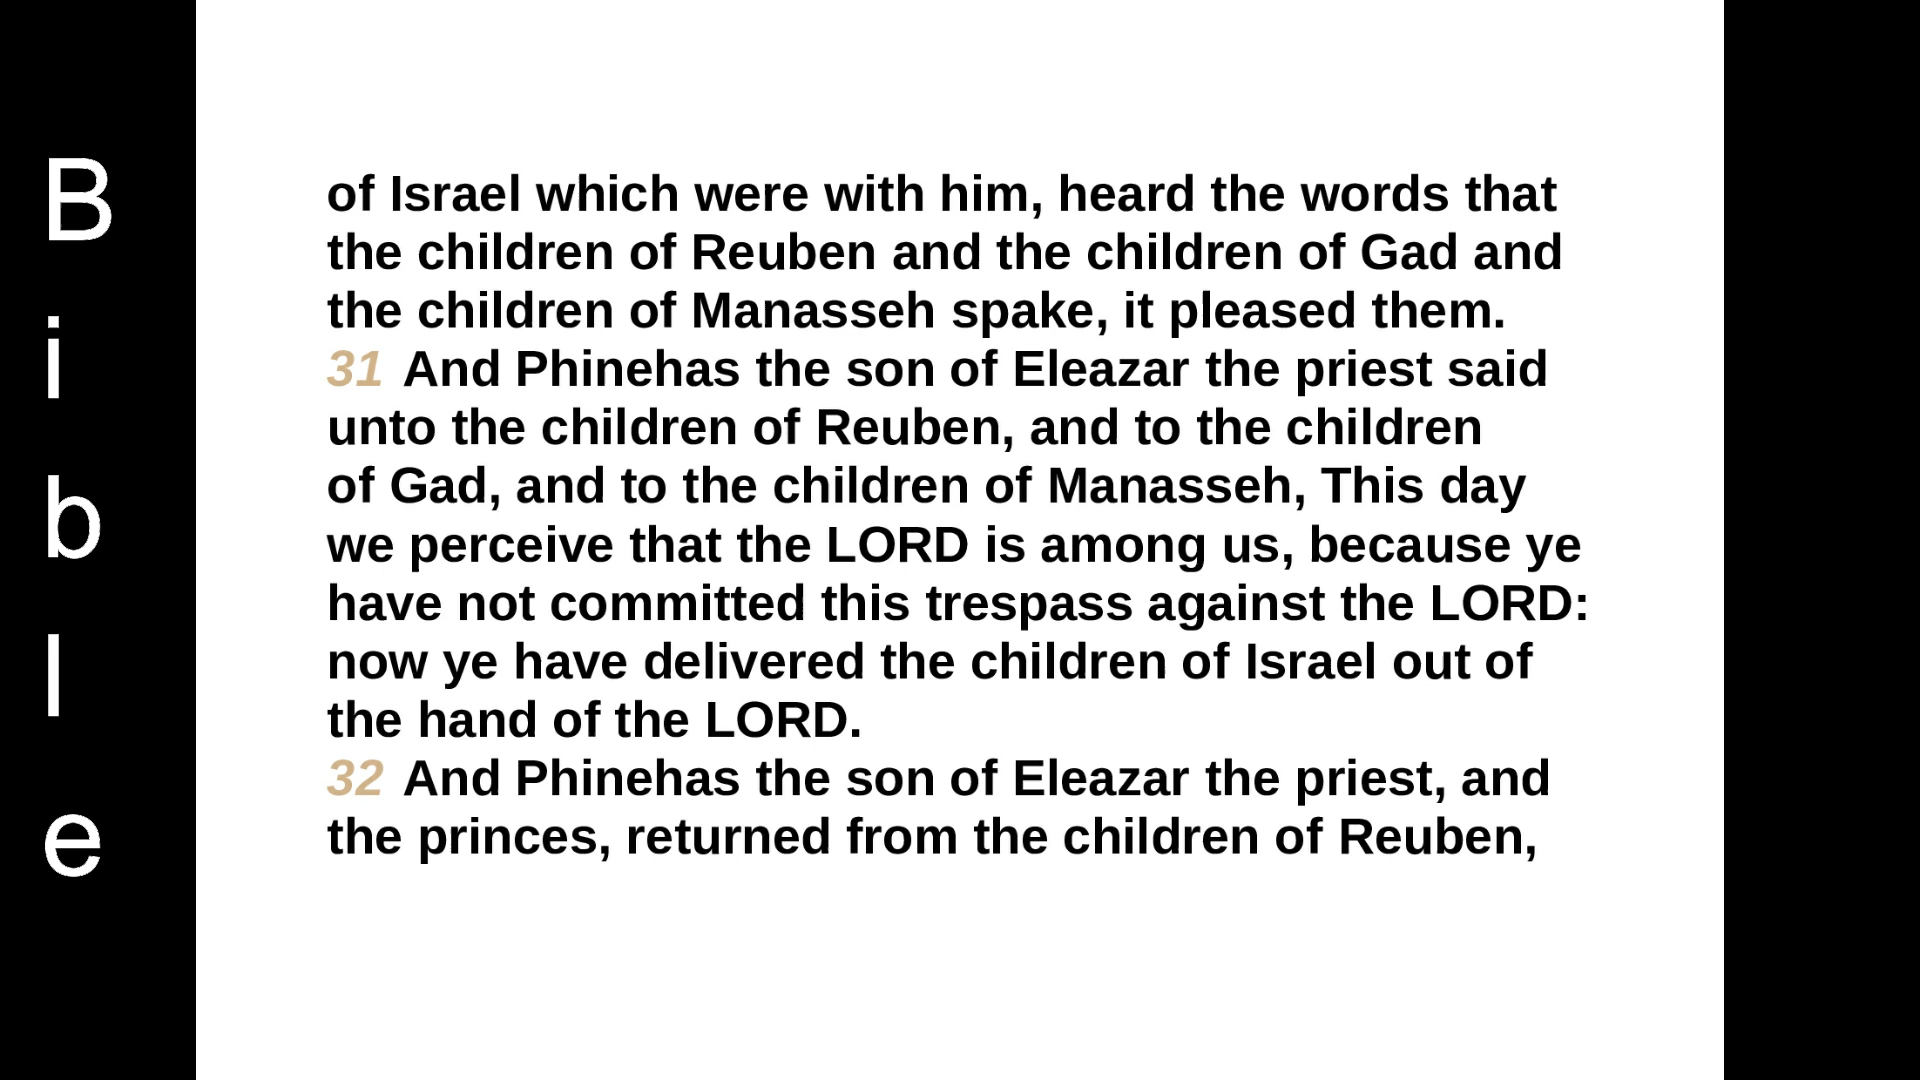 Bible
of Israel which were with him, heard the words that
the children of Reuben and the children of Gad and
the children of Manasseh spake, it pleased them.
31 And Phinehas the son of Eleazar the priest said
unto the children of Reuben, and to the children
of Gad, and to the children of Manasseh, This day
we perceive that the LORD is among us, because ye
have not committed this trespass against the LORD:
now ye have delivered the children of Israel out of
the hand of the LORD.
32 And Phinehas the son of Eleazar the priest, and
the princes, returned from the children of Reuben,